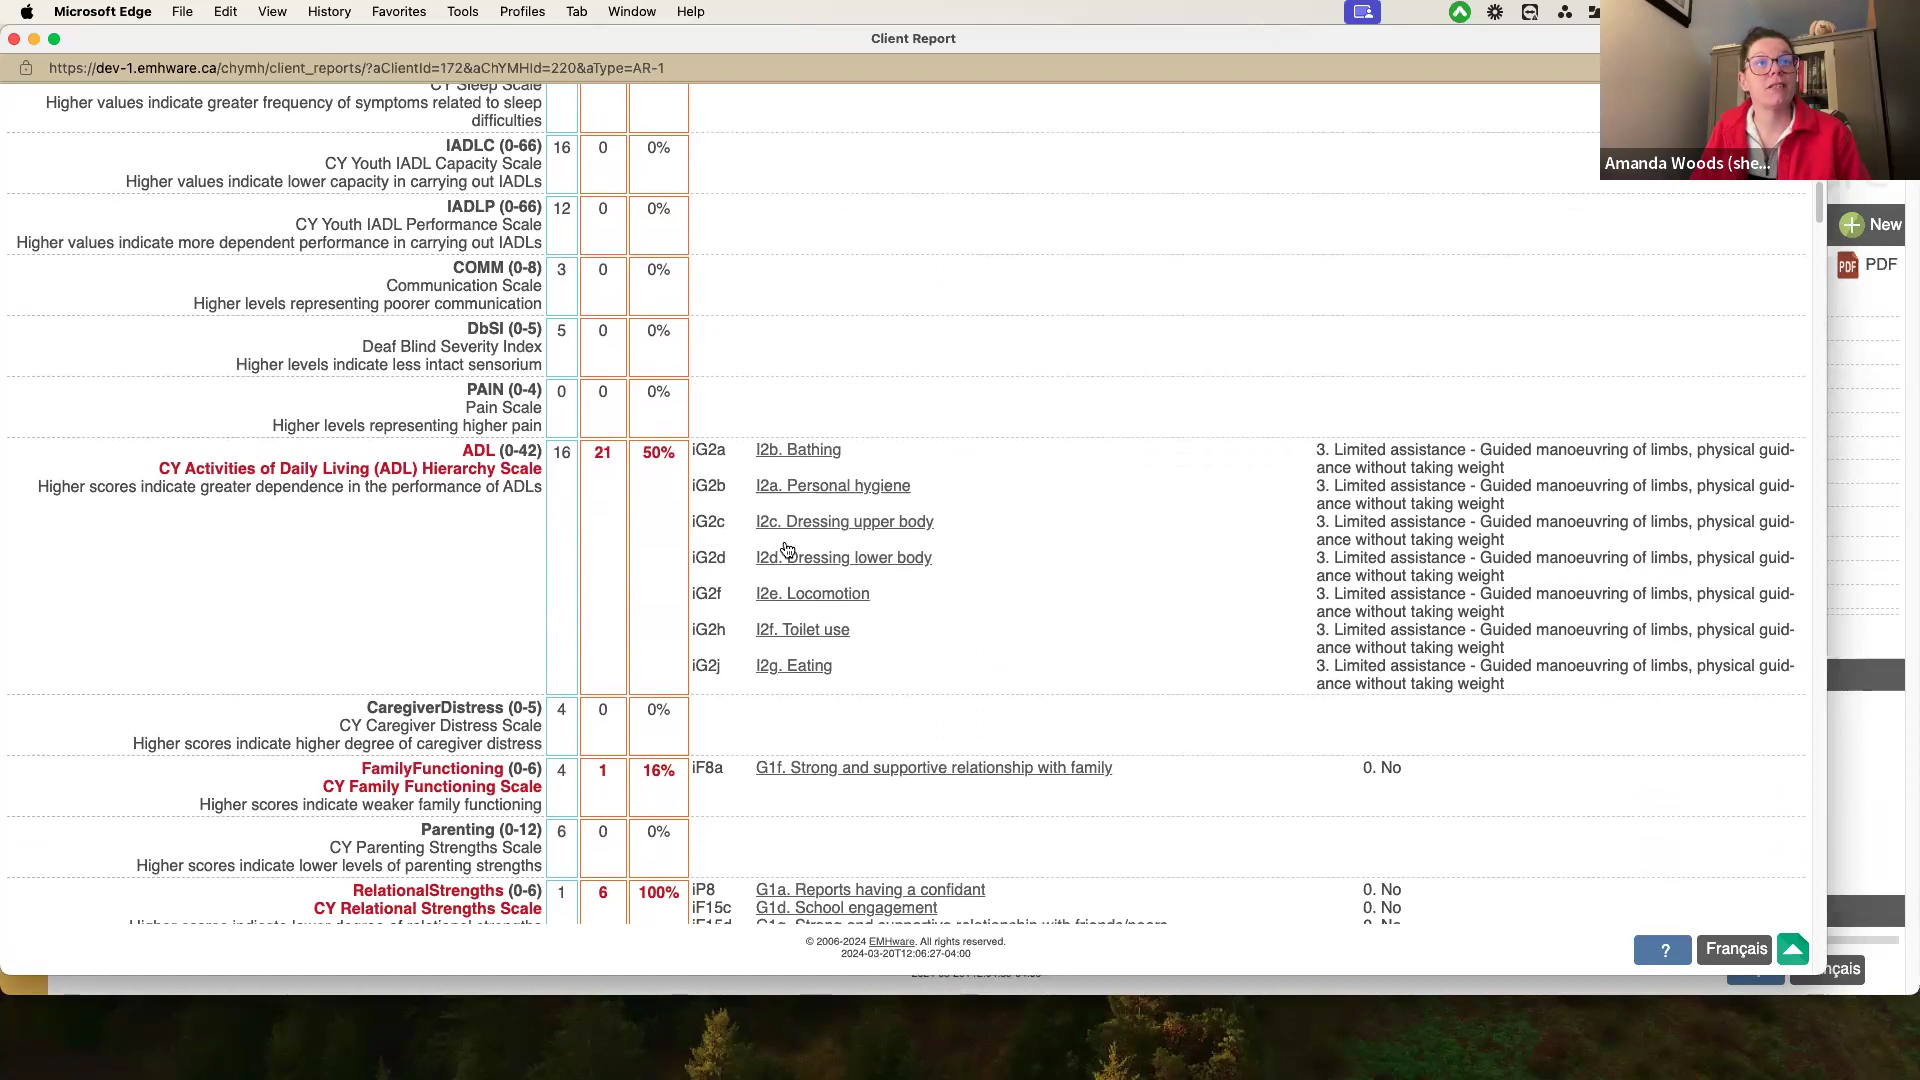 Microsoft Edge File Edit View History Favorites Tools Profiles Tab Window Help
Client Report
https://dev-1.emhware.ca/chymh/client_reports/?aClientId=172&aChYMHId=220&aType=AR-1
CY Sleep Scale
Higher values indicate greater frequency of symptoms related to sleep
difficulties
IADLC (0-66) 16 0 0%
CY Youth IADL Capacity Scale
Higher values indicate lower capacity in carrying out IADLs
IADLP (0-66) 12 0 0%
CY Youth IADL Performance Scale
Higher values indicate more dependent performance in carrying out IADLs
COMM (0-8) 3 0 0%
Communication Scale
Higher levels representing poorer communication
DbSI (0-5) 5 0 0%
Deaf Blind Severity Index
Higher levels indicate less intact sensorium
PAIN (0-4) 0 0 0%
Pain Scale
Higher levels representing higher pain
ADL (0-42) 16 21 50%
CY Activities of Daily Living (ADL) Hierarchy Scale
Higher scores indicate greater dependence in the performance of ADLs
iG2a I2b. Bathing 3. Limited assistance - Guided manoeuvring of limbs, physical guid-
ance without taking weight
iG2b I2a. Personal hygiene 3. Limited assistance - Guided manoeuvring of limbs, physical guid-
ance without taking weight
iG2c I2c. Dressing upper body 3. Limited assistance - Guided manoeuvring of limbs, physical guid-
ance without taking weight
iG2d I2d. Dressing lower body 3. Limited assistance - Guided manoeuvring of limbs, physical guid-
ance without taking weight
iG2f I2e. Locomotion 3. Limited assistance - Guided manoeuvring of limbs, physical guid-
ance without taking weight
iG2h I2f. Toilet use 3. Limited assistance - Guided manoeuvring of limbs, physical guid-
ance without taking weight
iG2j I2g. Eating 3. Limited assistance - Guided manoeuvring of limbs, physical guid-
ance without taking weight
CaregiverDistress (0-5) 4 0 0%
CY Caregiver Distress Scale
Higher scores indicate higher degree of caregiver distress
FamilyFunctioning (0-6) 4 1 16% iF8a G1f. Strong and supportive relationship with family 0. No
CY Family Functioning Scale
Higher scores indicate weaker family functioning
Parenting (0-12) 6 0 0%
CY Parenting Strengths Scale
Higher scores indicate lower levels of parenting strengths
RelationalStrengths (0-6) 1 6 100% iP8 G1a. Reports having a confidant 0. No
CY Relational Strengths Scale iF15c G1d. School engagement 0. No
© 2006-2024 EMHware. All rights reserved.
2024-03-20T12:06:27-04:00
? Français
Amanda Woods (she...
New
PDF PDF
nçais